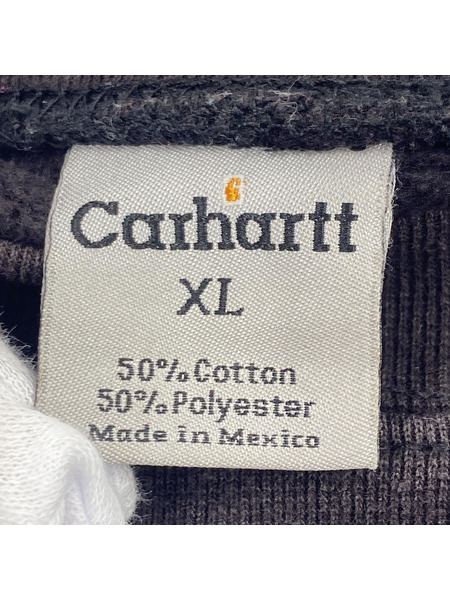 Carhartt
XL
50% Cotton
50% Polyester
Made in Mexico